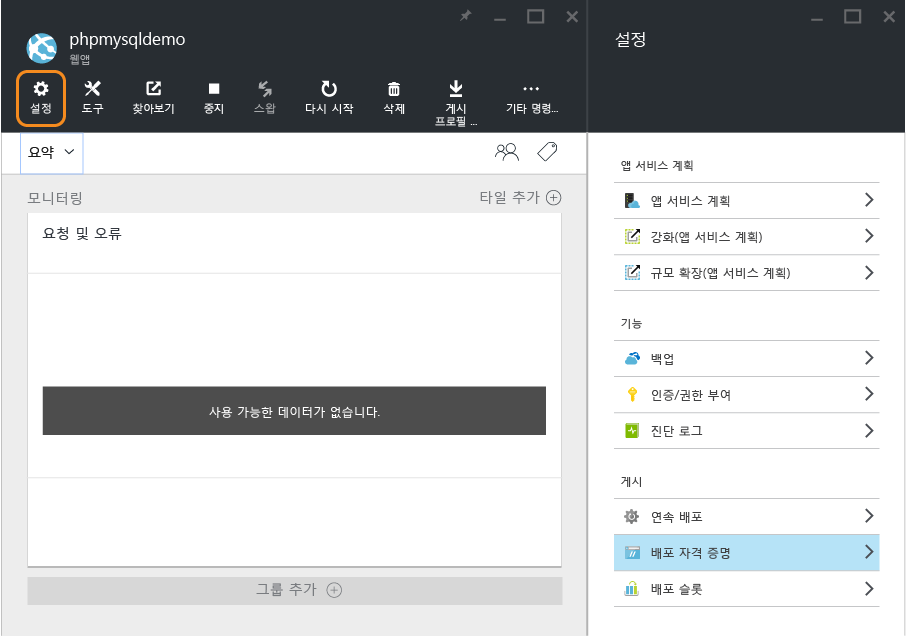 phpmysqldemo
웹앱
설정
도구
찾아보기
중지
스왑
다시 시작
삭제
게시
프로필 ...
기타 명령...
요약
모니터링
타일 추가
요청 및 오류
사용 가능한 데이터가 없습니다.
그룹 추가
설정
앱 서비스 계획
앱 서비스 계획
강화(앱 서비스 계획)
규모 확장(앱 서비스 계획)
기능
백업
인증/권한 부여
진단 로그
게시
연속 배포
배포 자격 증명
배포 슬롯